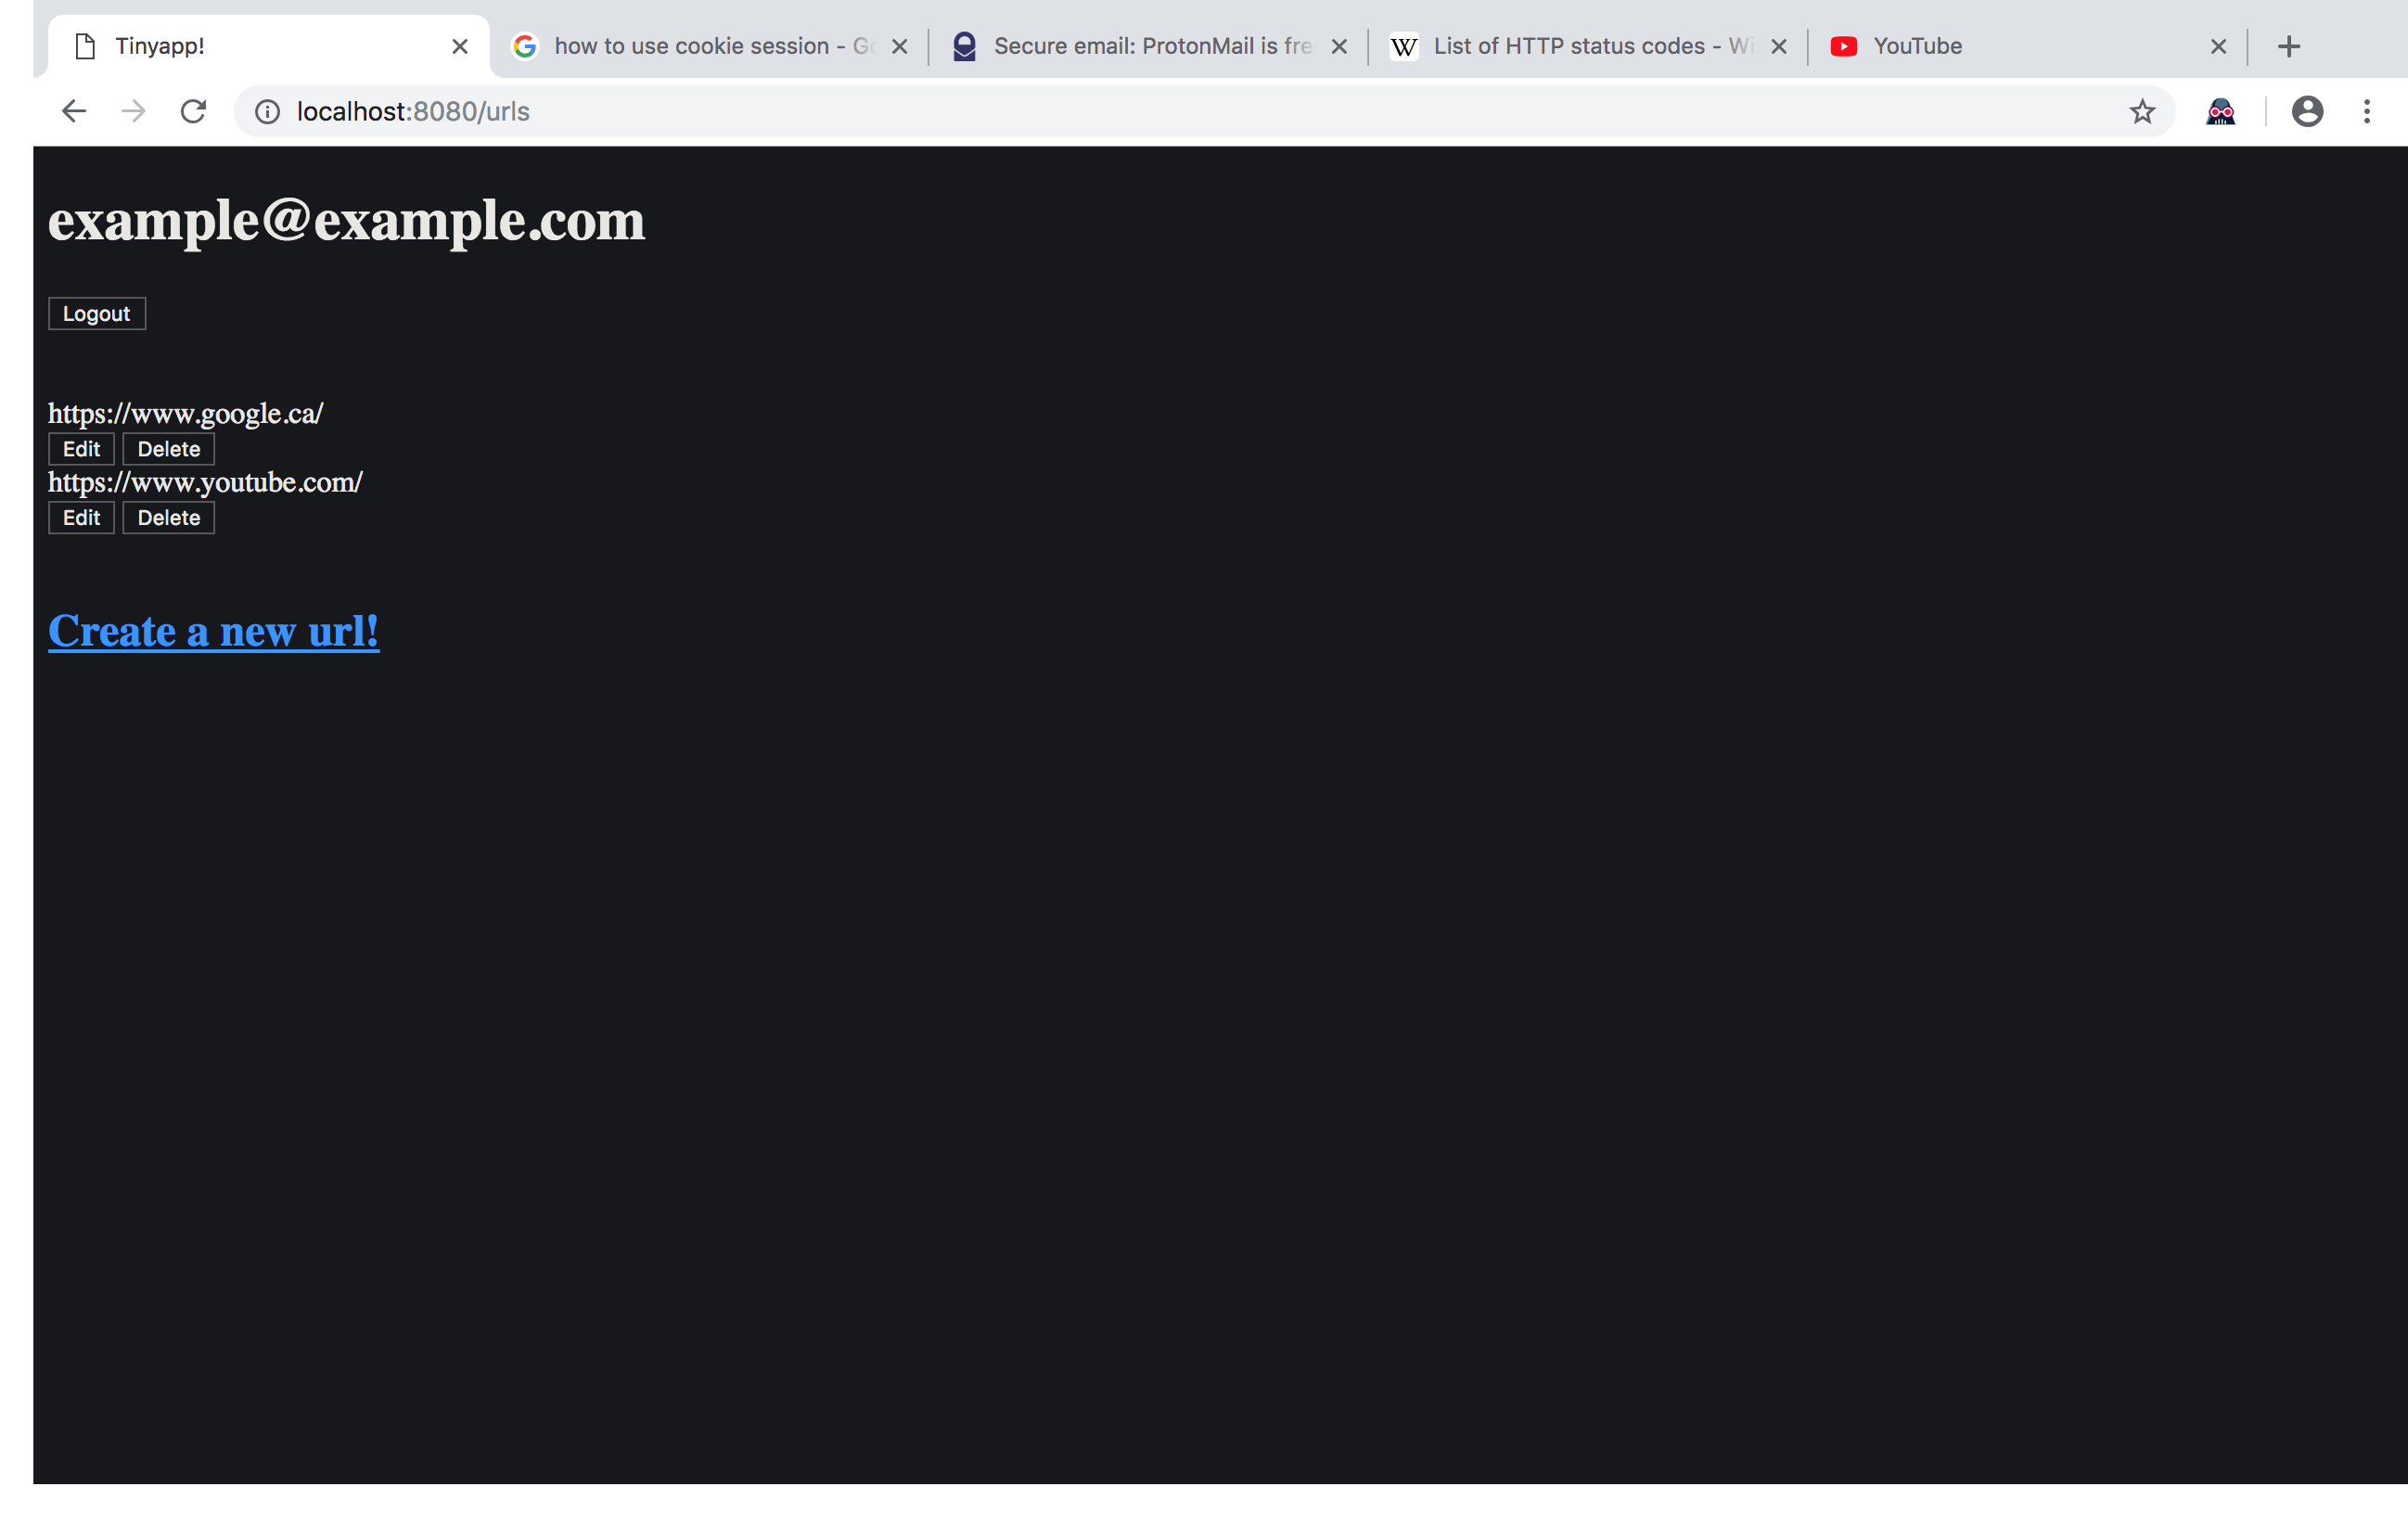 Tinyapp!
how to use cookie session - Go
Secure email: ProtonMail is fre
W List of HTTP status codes - Wi
YouTube
localhost:8080/urls
example@example.com
Logout
https://www.google.ca/
Edit Delete
https://www.youtube.com/
Edit Delete
Create a new url!